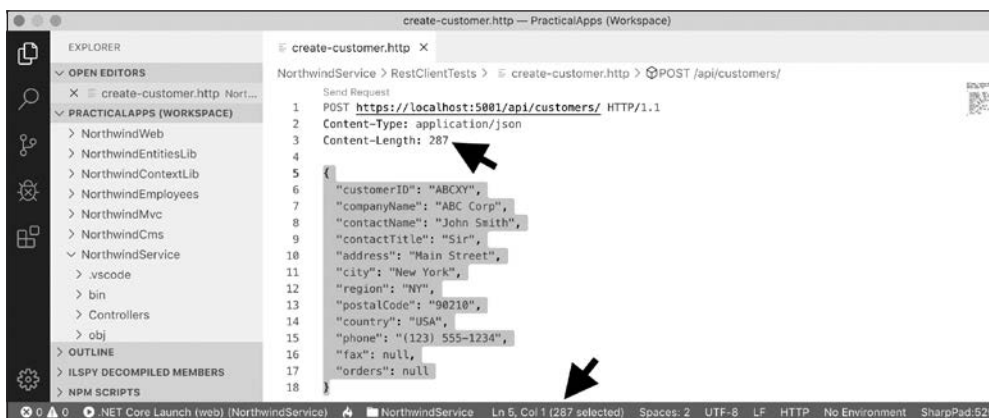 create-customer.http — PracticalApps (Workspace)
EXPLORER
OPEN EDITORS
create-customer.http Nort...
PRACTICALAPPS (WORKSPACE)
NorthwindWeb
NorthwindEntitiesLib
NorthwindContextLib
NorthwindEmployees
NorthwindMvc
NorthwindCms
NorthwindService
.vscode
bin
Controllers
obj
OUTLINE
ILSPY DECOMPILED MEMBERS
NPM SCRIPTS
create-customer.http
NorthwindService > RestClientTests > create-customer.http > POST /api/customers/
Send Request
1 POST https://localhost:5001/api/customers/ HTTP/1.1
2 Content-Type: application/json
3 Content-Length: 287
4
5 {
6 "customerID": "ABCXY",
7 "companyName": "ABC Corp",
8 "contactName": "John Smith",
9 "contactTitle": "Sir",
10 "address": "Main Street",
11 "city": "New York",
12 "region": "NY",
13 "postalCode": "90210",
14 "country": "USA",
15 "phone": "(123) 555-1234",
16 "fax": null,
17 "orders": null
18 }
0 0 .NET Core Launch (web) (NorthwindService) NorthwindService Ln 5, Col 1 (287 selected) Spaces: 2 UTF-8 LF HTTP No Environment SharpPad:52